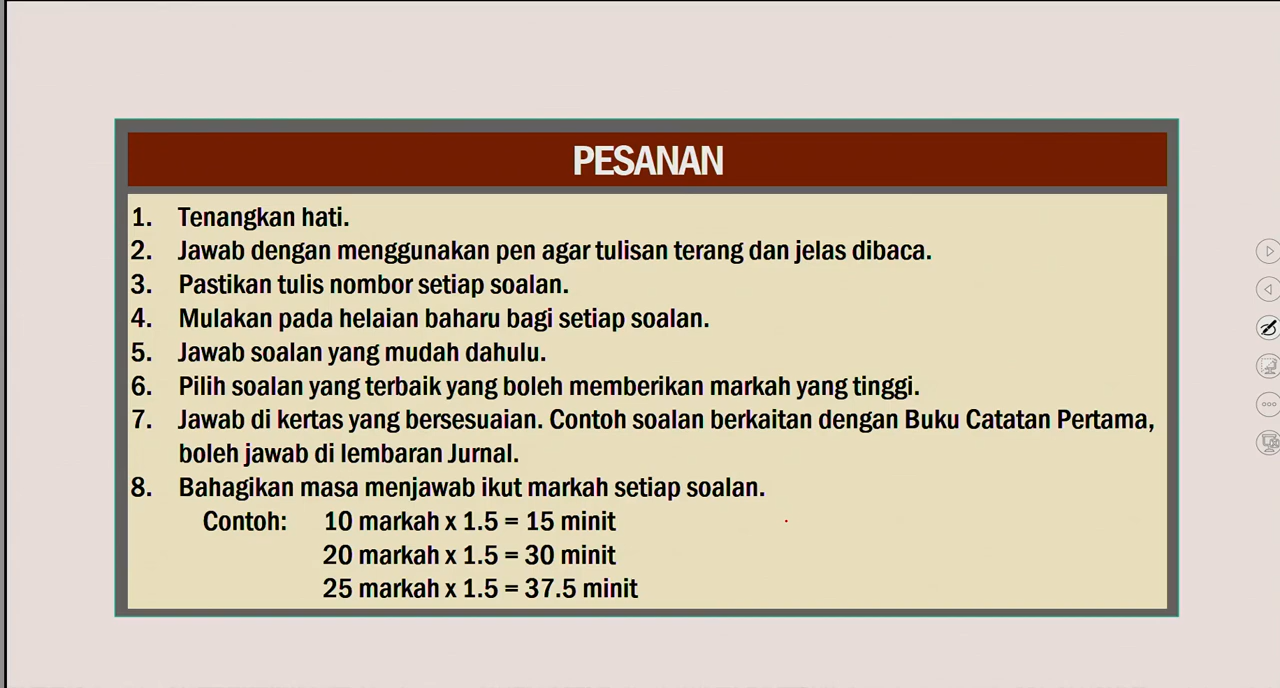 PESANAN
1. Tenangkan hati.
2. Jawab dengan menggunakan pen agar tulisan terang dan jelas dibaca.
3. Pastikan tulis nombor setiap soalan.
4. Mulakan pada helaian baharu bagi setiap soalan.
5. Jawab soalan yang mudah dahulu.
6. Pilih soalan yang terbaik yang boleh memberikan markah yang tinggi.
7. Jawab di kertas yang bersesuaian. Contoh soalan berkaitan dengan Buku Catatan Pertama,
boleh jawab di lembaran Jurnal.
8. Bahagikan masa menjawab ikut markah setiap soalan.
Contoh: 10 markah x 1.5 = 15 minit
20 markah x 1.5 = 30 minit
25 markah x 1.5 = 37.5 minit